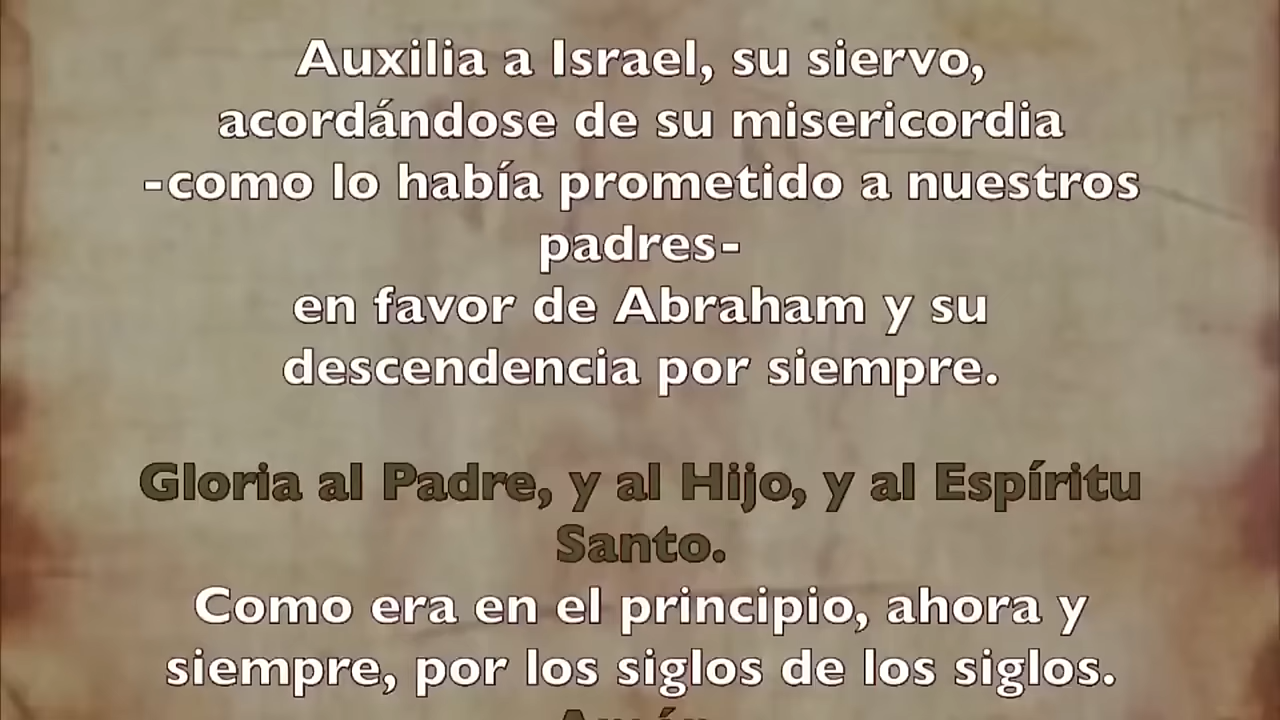 Auxilia a Israel, su siervo,
acordándose de su misericordia
-como lo había prometido a nuestros
padres-
en favor de Abraham y su
descendencia por siempre.
Gloria al Padre, y al Hijo, y al Espíritu
Santo.
Como era en el principio, ahora y
siempre, por los siglos de los siglos.